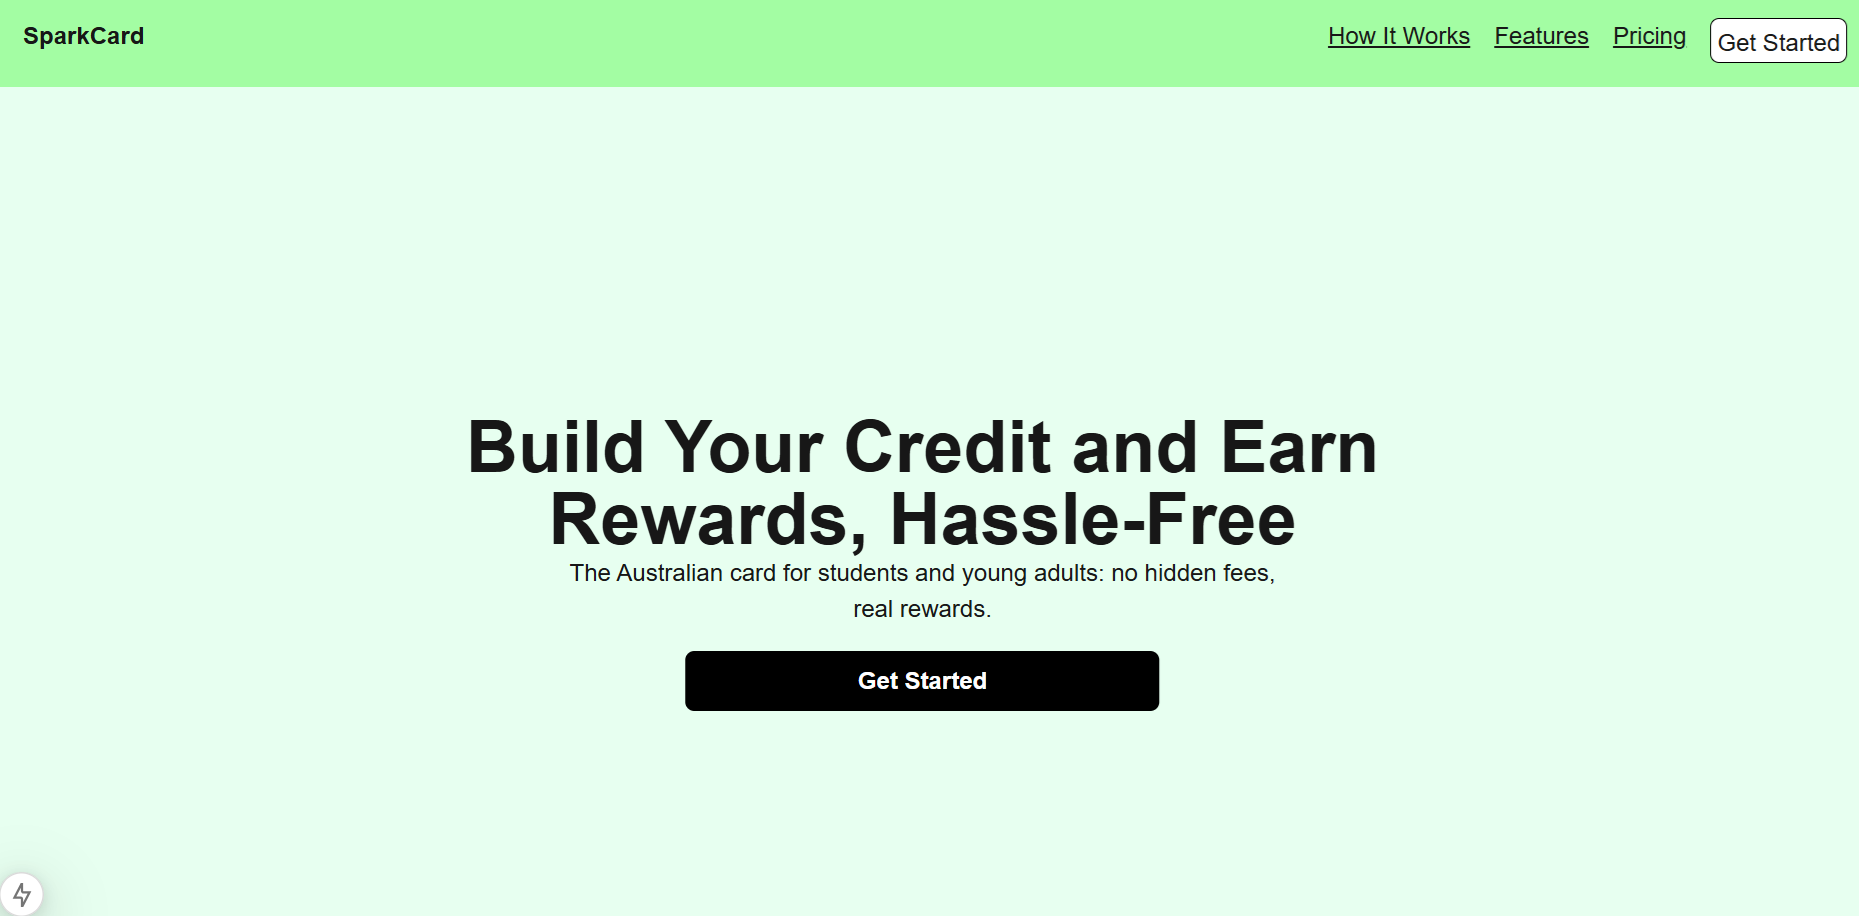 SparkCard
How It Works
Features
Pricing
Get Started
Build Your Credit and Earn
Rewards, Hassle-Free
The Australian card for students and young adults: no hidden fees,
real rewards.
Get Started